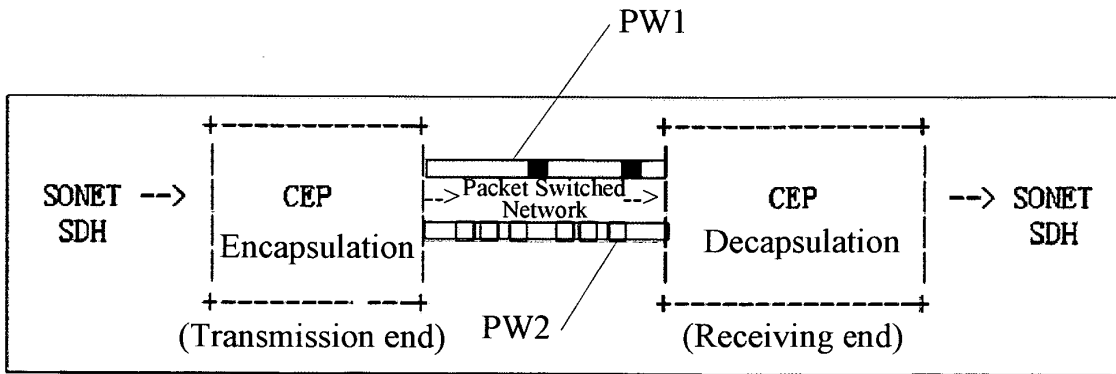 PW1
SONET
SDH
-->
CEP
Encapsulation
(Transmission end)
--> Packet Switched -->
Network
PW2
CEP
Decapsulation
(Receiving end)
--> SONET
SDH